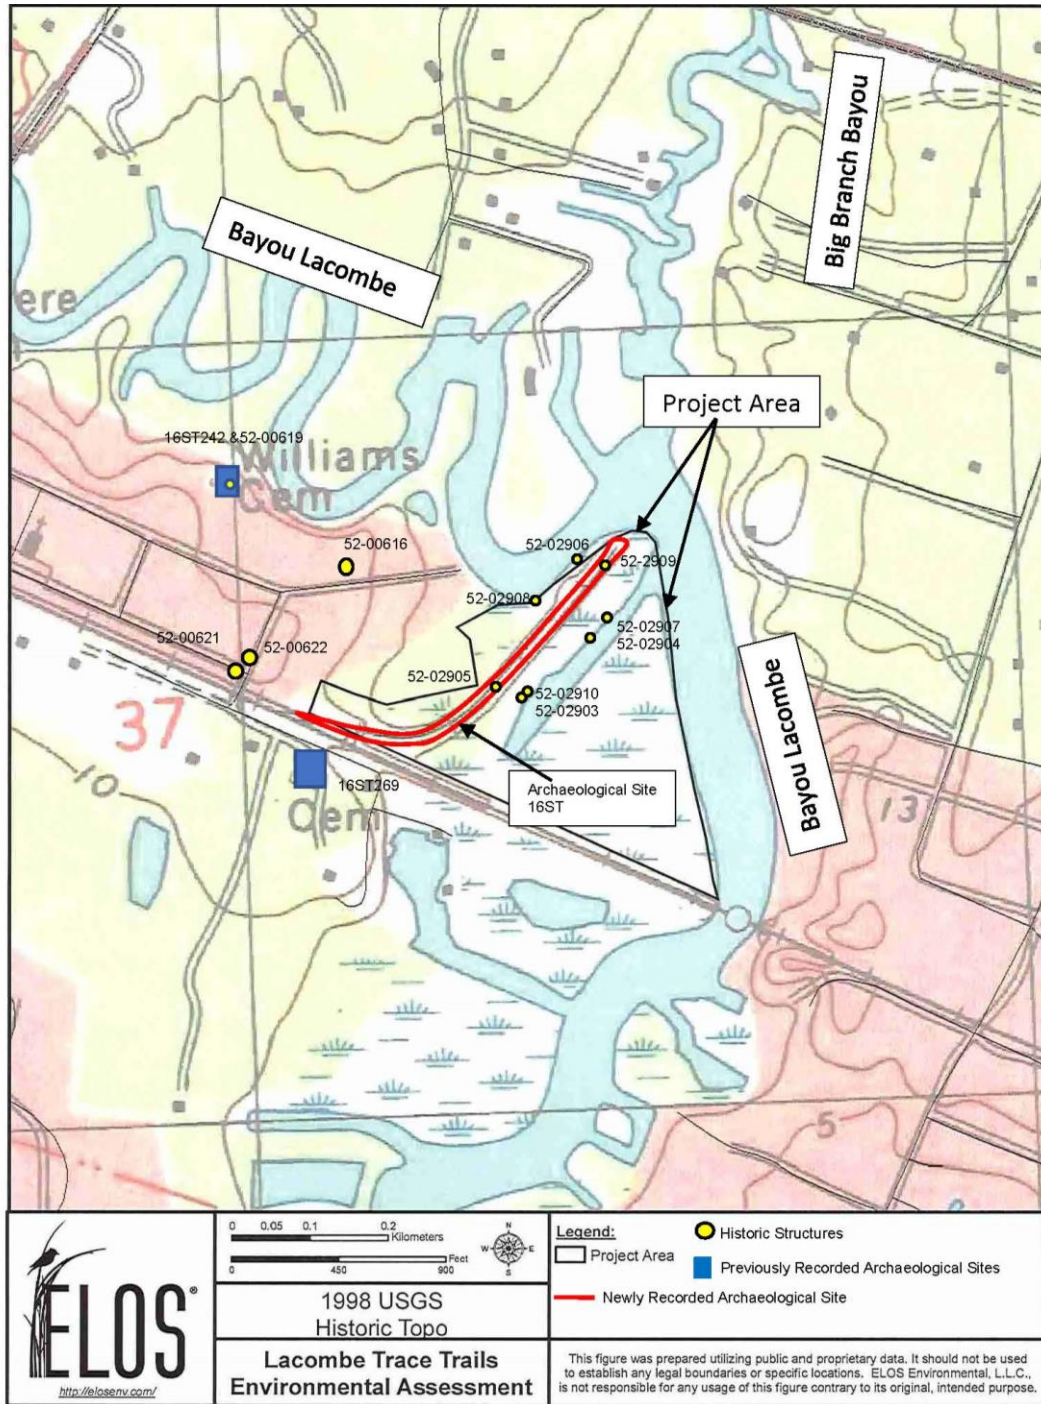 Big Branch Bayou
Bayou Lacombe
ere
Project Area
16ST242 &52-00619
Williams
Cem
52-00616
52-02906
52-2909
52-02908
52-02907
52-02904
52-00621
52-00622
52-02905
52-02910
52-02903
Bayou Lacombe
37
10
16ST269
Cem
Archaeological Site
16ST
13
5
ELOS®
http://elosenv.com/
0 0.05 0.1 0.2
Kilometers
Feet
0 450 900
N
W E
S
1998 USGS
Historic Topo
Lacombe Trace Trails
Environmental Assessment
Legend:
Project Area
Historic Structures
Previously Recorded Archaeological Sites
Newly Recorded Archaeological Site
This figure was prepared utilizing public and proprietary data. It should not be used
to establish any legal boundaries or specific locations. ELOS Environmental, L.L.C.,
is not responsible for any usage of this figure contrary to its original, intended purpose.